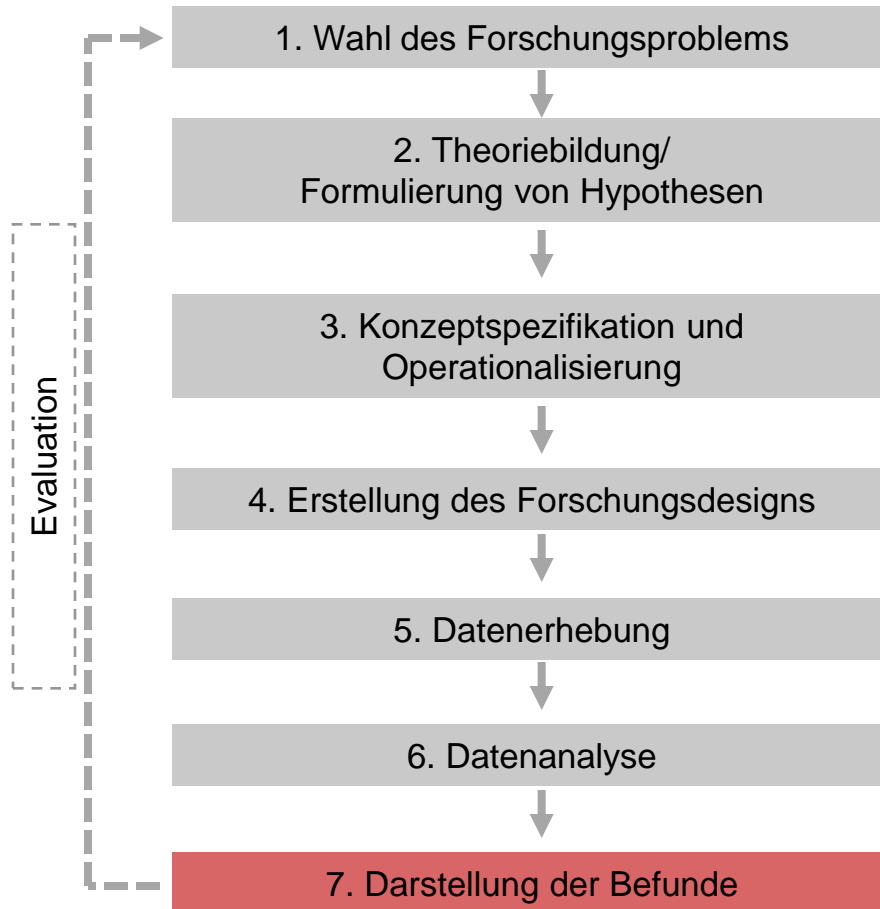 1. Wahl des Forschungsproblems
2. Theoriebildung/
Formulierung von Hypothesen
3. Konzeptspezifikation und
Operationalisierung
4. Erstellung des Forschungsdesigns
5. Datenerhebung
6. Datenanalyse
7. Darstellung der Befunde
Evaluation